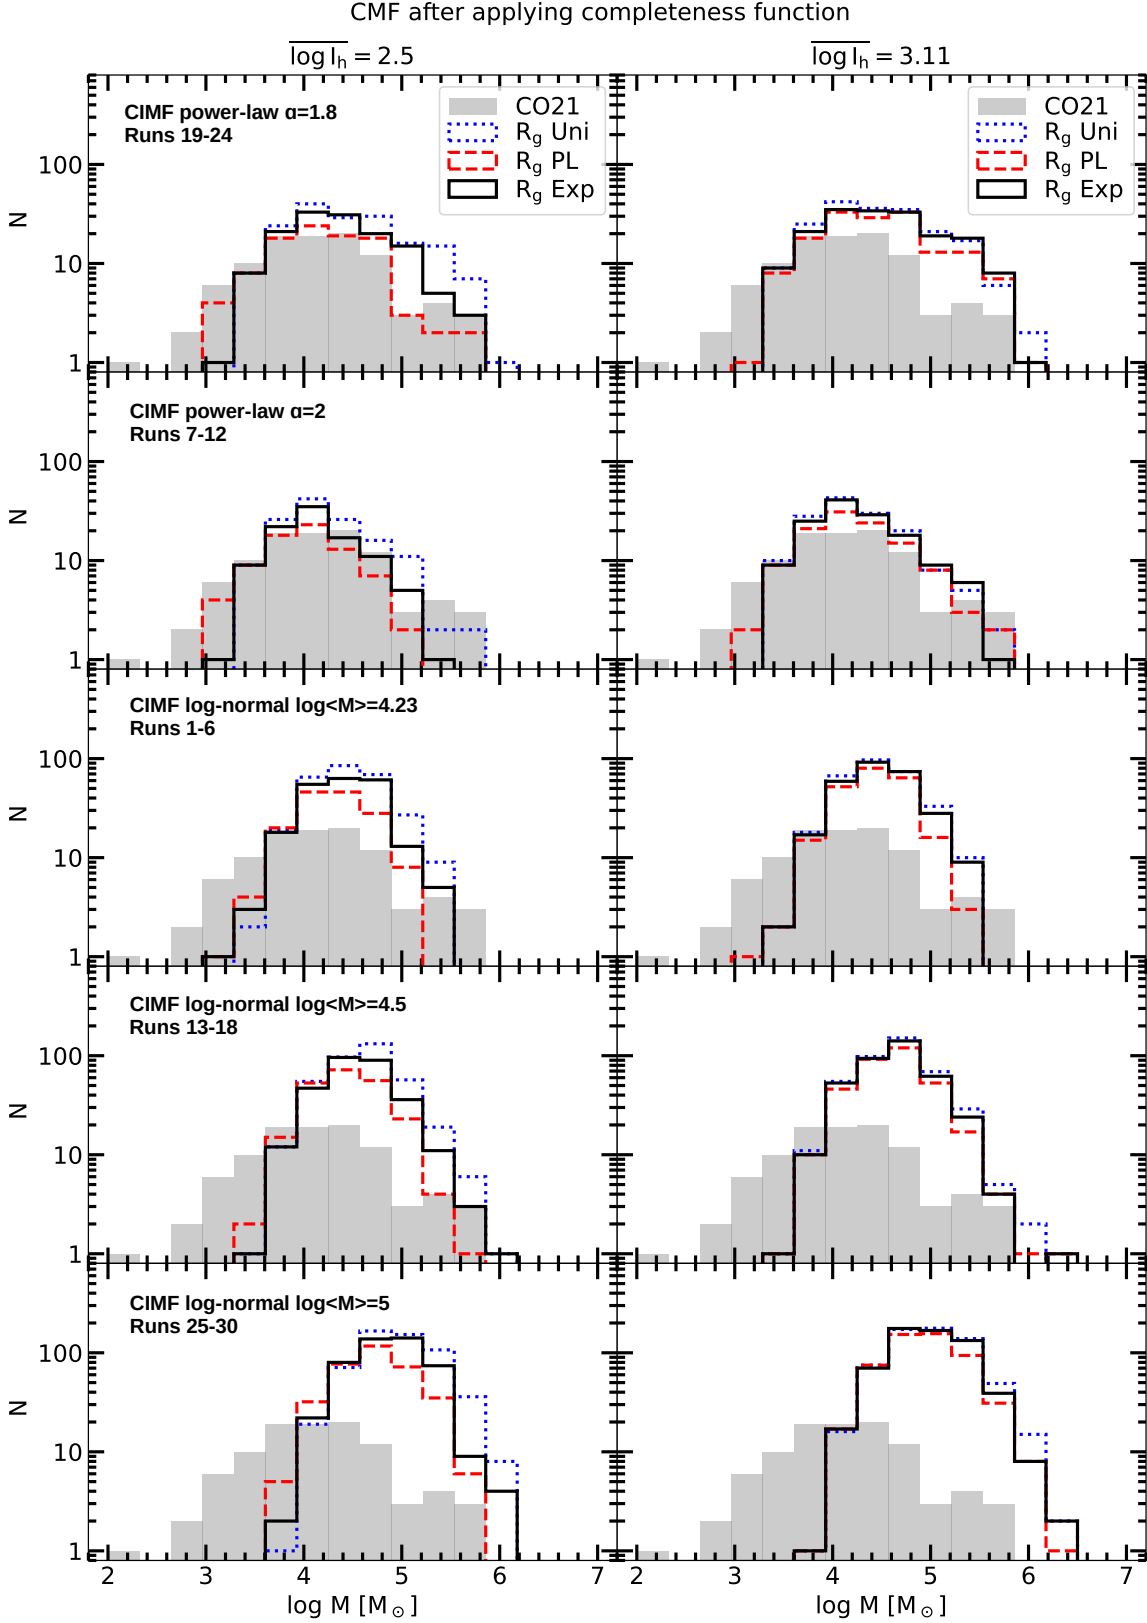 CMF after applying completeness function
log I_h = 2.5
log I_h = 3.11
CIMF power-law α=1.8
Runs 19-24
CO21
R_g Uni
R_g PL
R_g Exp
CO21
R_g Uni
R_g PL
R_g Exp
N
100
10
1
CIMF power-law α=2
Runs 7-12
N
100
10
1
CIMF log-normal log<M>=4.23
Runs 1-6
N
100
10
1
CIMF log-normal log<M>=4.5
Runs 13-18
N
100
10
1
CIMF log-normal log<M>=5
Runs 25-30
N
100
10
1
2 3 4 5 6 7
2 3 4 5 6 7
log M [M_⊙]
log M [M_⊙]